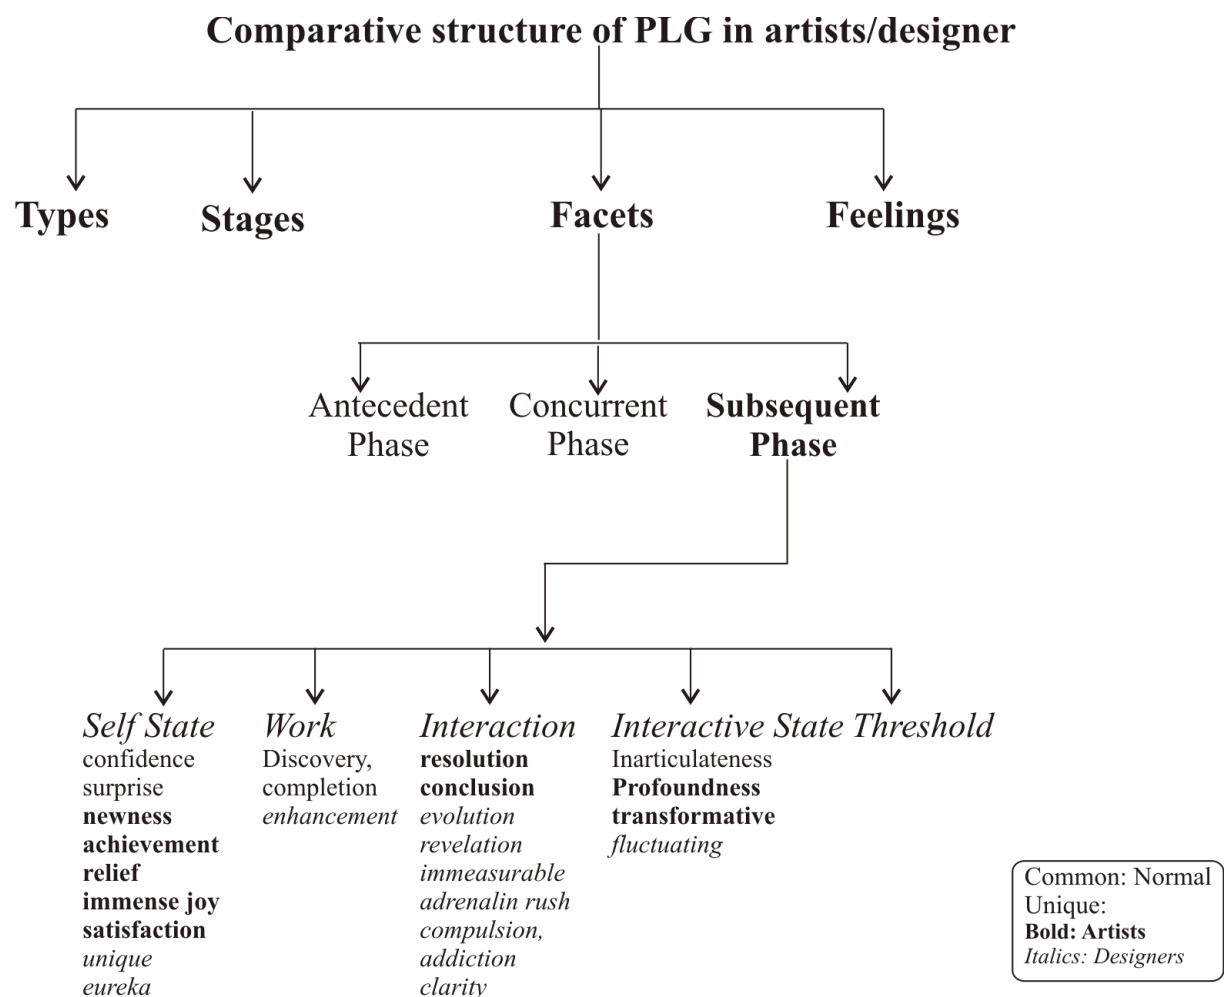 Comparative structure of PLG in artists/designer
Types
Stages
Facets
Feelings
Antecedent
Phase
Concurrent
Phase
Subsequent
Phase
Self State
confidence
surprise
newness
achievement
relief
immense joy
satisfaction
unique
eureka
Work
Discovery,
completion
enhancement
Interaction
resolution
conclusion
evolution
revelation
immeasurable
adrenalin rush
compulsion,
addiction
clarity
Interactive State Threshold
Inarticulateness
Profoundness
transformative
fluctuating
Common: Normal
Unique:
Bold: Artists
Italics: Designers